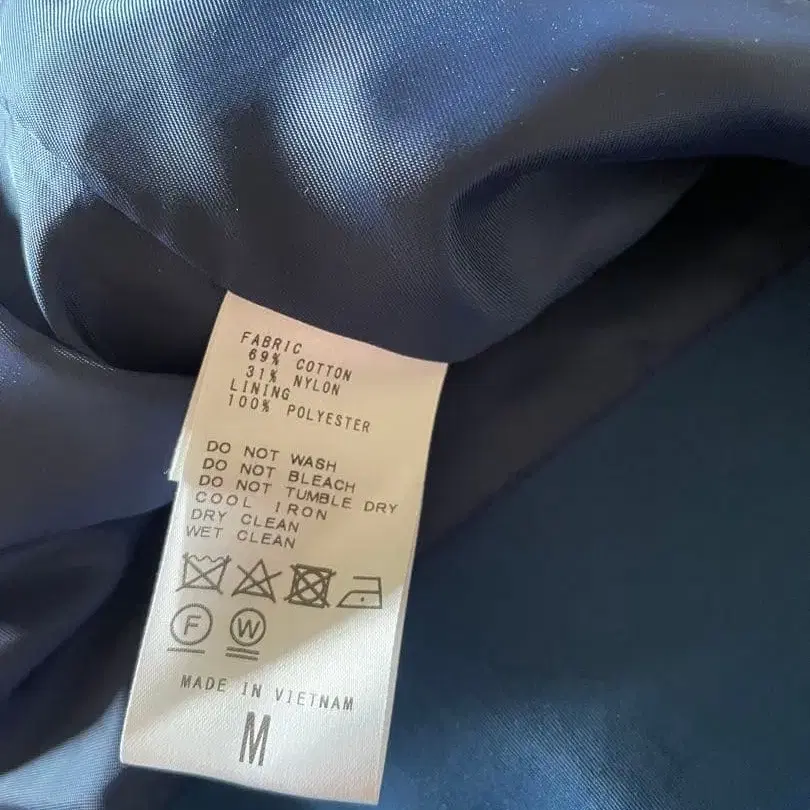 FABRIC
69% COTTON
31% NYLON
LINING
100% POLYESTER
DO NOT WASH
DO NOT BLEACH
DO NOT TUMBLE DRY
COOL IRON
DRY CLEAN
WET CLEAN
F W
MADE IN VIETNAM
M